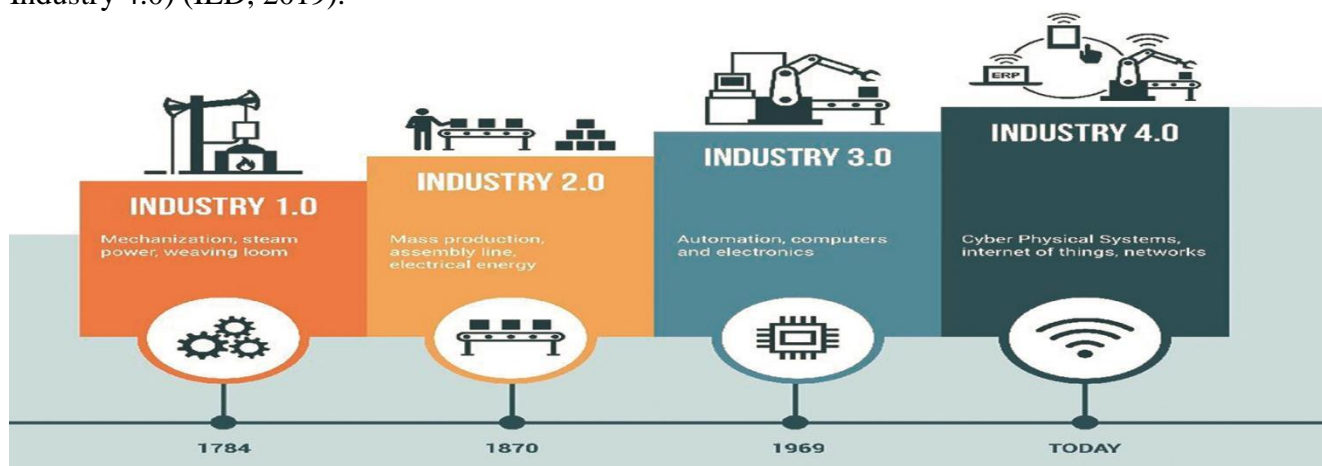 Industry 4.0) (IED, 2019).
ERP
INDUSTRY 1.0
Mechanization, steam
power, weaving loom
INDUSTRY 2.0
Mass production,
assembly line,
electrical energy
INDUSTRY 3.0
Automation, computers
and electronics
INDUSTRY 4.0
Cyber Physical Systems,
internet of things, networks
1784
1870
1969
TODAY